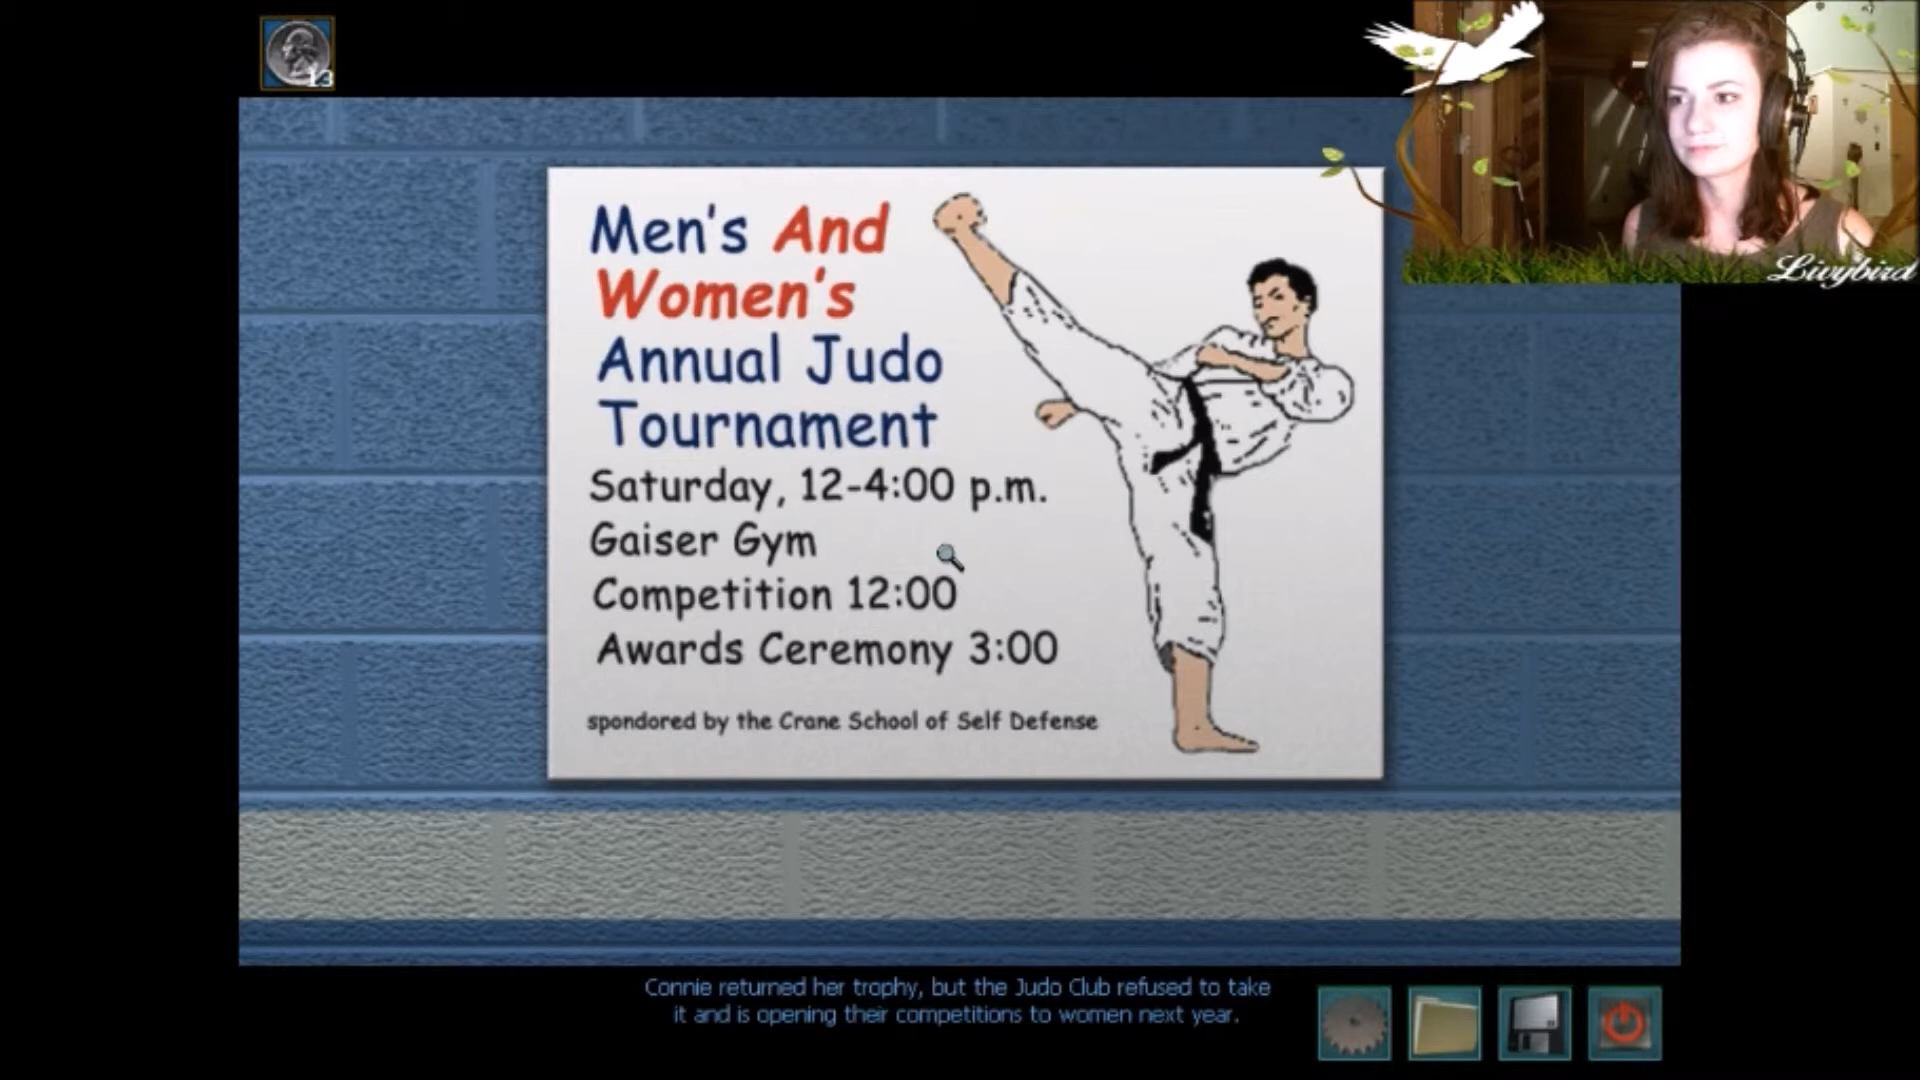 13
Livybird
Men's And
Women's
Annual Judo
Tournament
Saturday, 12-4:00 p.m.
Gaiser Gym
Competition 12:00
Awards Ceremony 3:00
spondored by the Crane School of Self Defense
Connie returned her trophy, but the Judo Club refused to take
it and is opening their competitions to women next year.